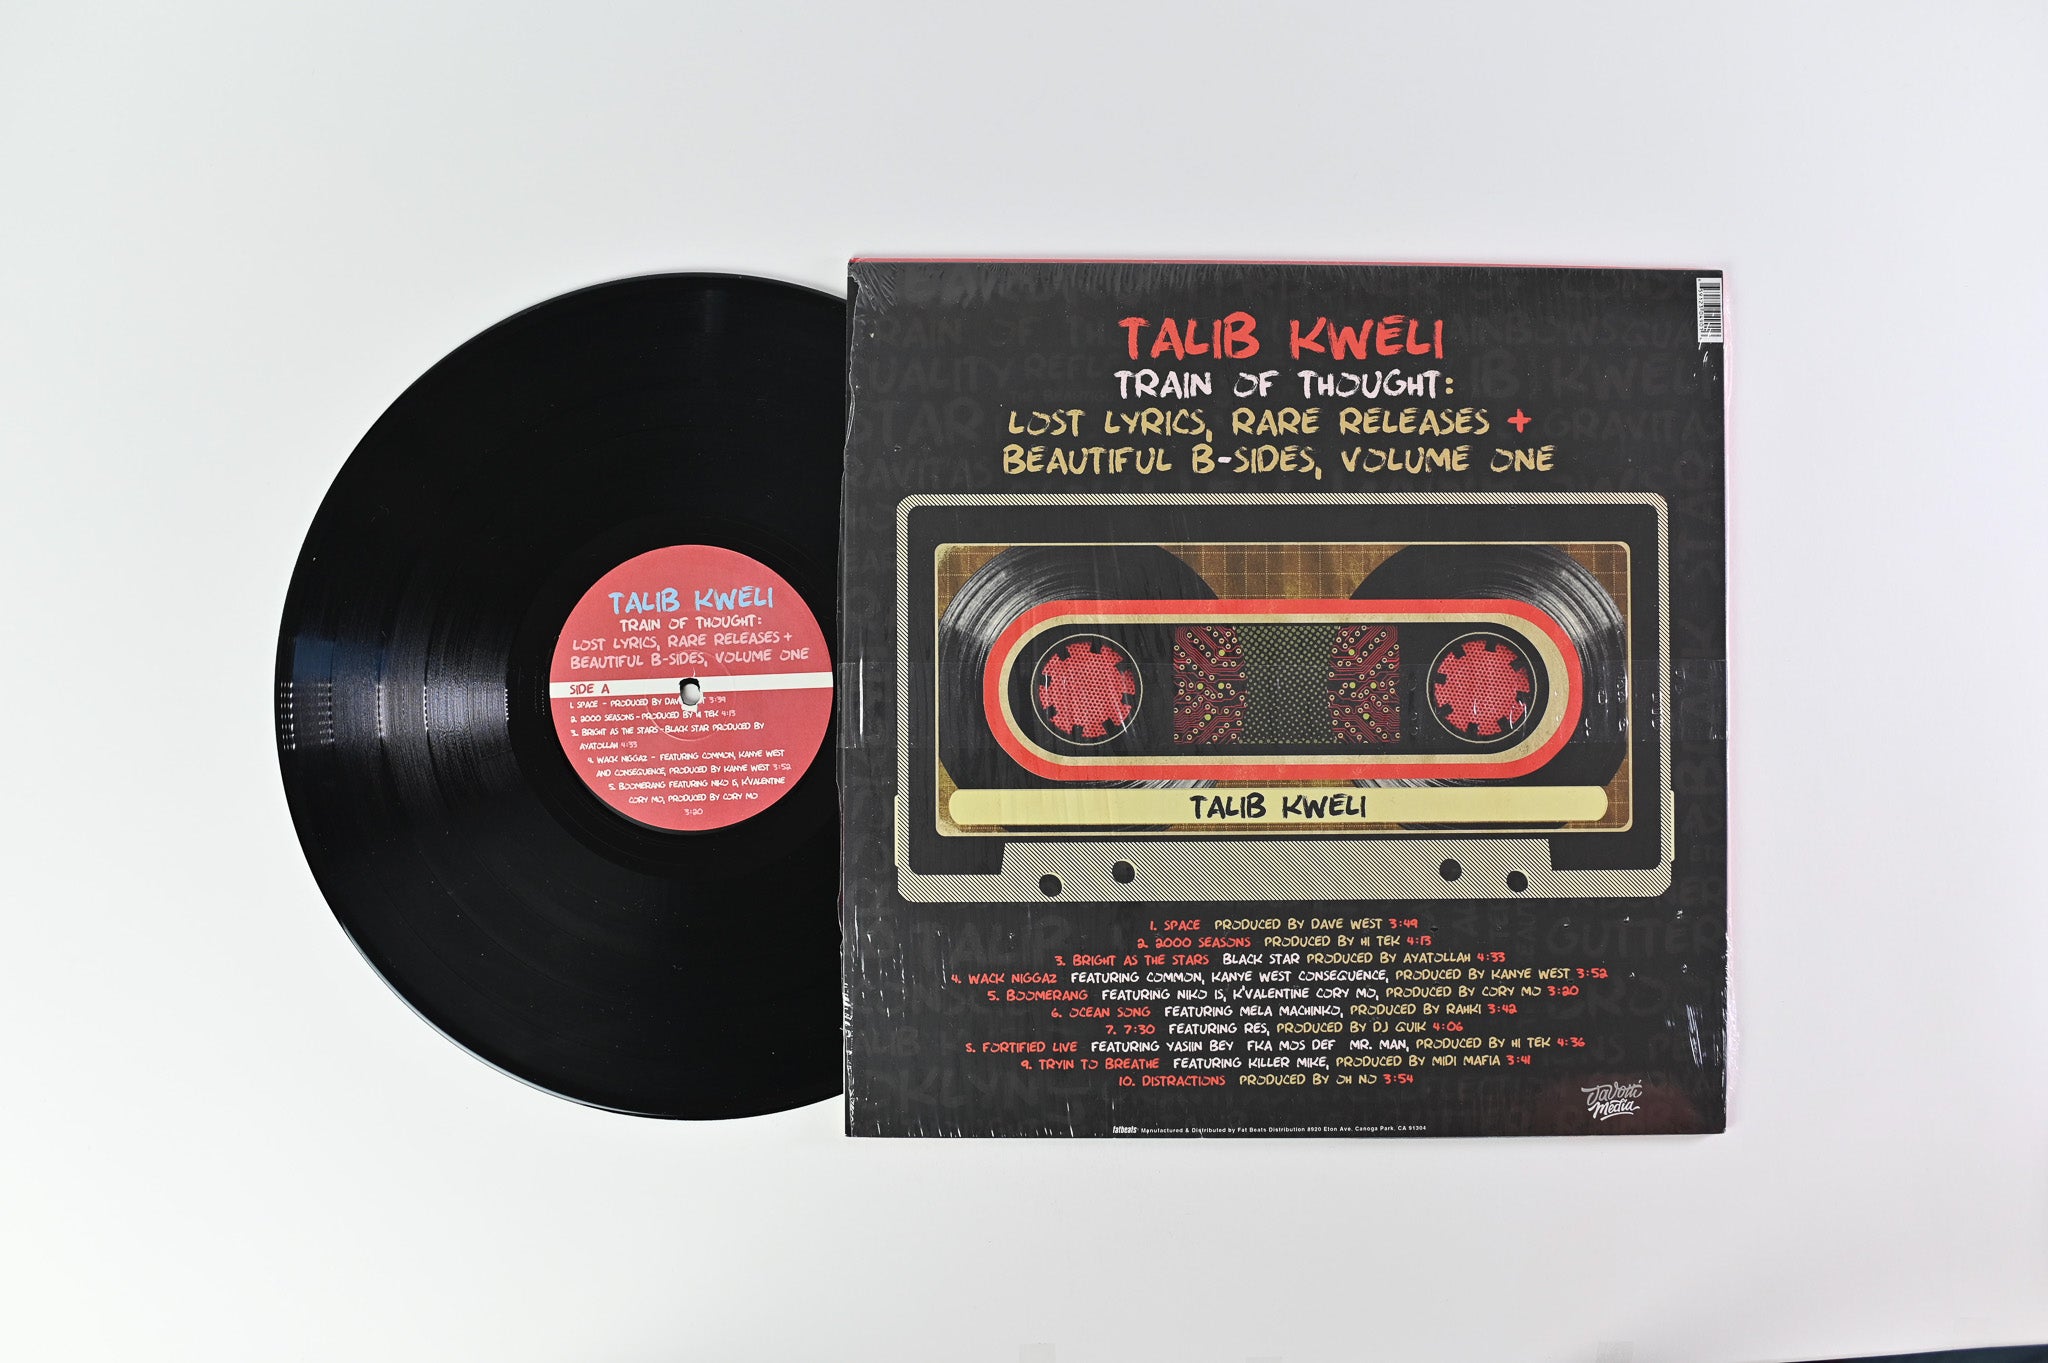 TALIB KWELI
TRAIN OF THOUGHT:
LOST LYRICS, RARE RELEASES +
BEAUTIFUL B-SIDES, VOLUME ONE
SIDE A
1. SPACE - PRODUCED BY DAVE 3:39
2. 2000 SEASONS - PRODUCED BY HI TEK 4:13
3. BRIGHT AS THE STARS - BLACK STAR PRODUCED BY
AYATOLLAH 4:33
4. WACK NIGGAZ - FEATURING COMMON, KANYE WEST
AND CONSEQUENCE, PRODUCED BY KANYE WEST 3:52
5. BOOMERANG FEATURING NIKO IS, K'VALENTINE
CORY MO, PRODUCED BY CORY MO
3:20
TALIB KWELI
TRAIN OF THOUGHT:
LOST LYRICS, RARE RELEASES +
BEAUTIFUL B-SIDES, VOLUME ONE
TALIB KWELI
1. SPACE PRODUCED BY DAVE WEST 3:49
2. 2000 SEASONS PRODUCED BY HI TEK 4:13
3. BRIGHT AS THE STARS BLACK STAR PRODUCED BY AYATOLLAH 4:33
4. WACK NIGGAZ FEATURING COMMON, KANYE WEST CONSEQUENCE, PRODUCED BY KANYE WEST 3:52
5. BOOMERANG FEATURING NIKO IS, K'VALENTINE CORY MO, PRODUCED BY CORY MO 3:20
6. OCEAN SONG FEATURING MELA MACHINKO, PRODUCED BY RAHKI 3:42
7. 7:30 FEATURING RES, PRODUCED BY DJ QUIK 4:06
8. FORTIFIED LIVE FEATURING YASIIN BEY FKA MOS DEF MR. MAN, PRODUCED BY HI TEK 4:36
9. TRYIN TO BREATHE FEATURING KILLER MIKE, PRODUCED BY MIDI MAFIA 3:41
10. DISTRACTIONS PRODUCED BY OH NO 3:54
Javotti
Media
fatbeats Manufactured & Distributed by Fat Beats Distribution 8920 Eton Ave. Canoga Park, CA 91304